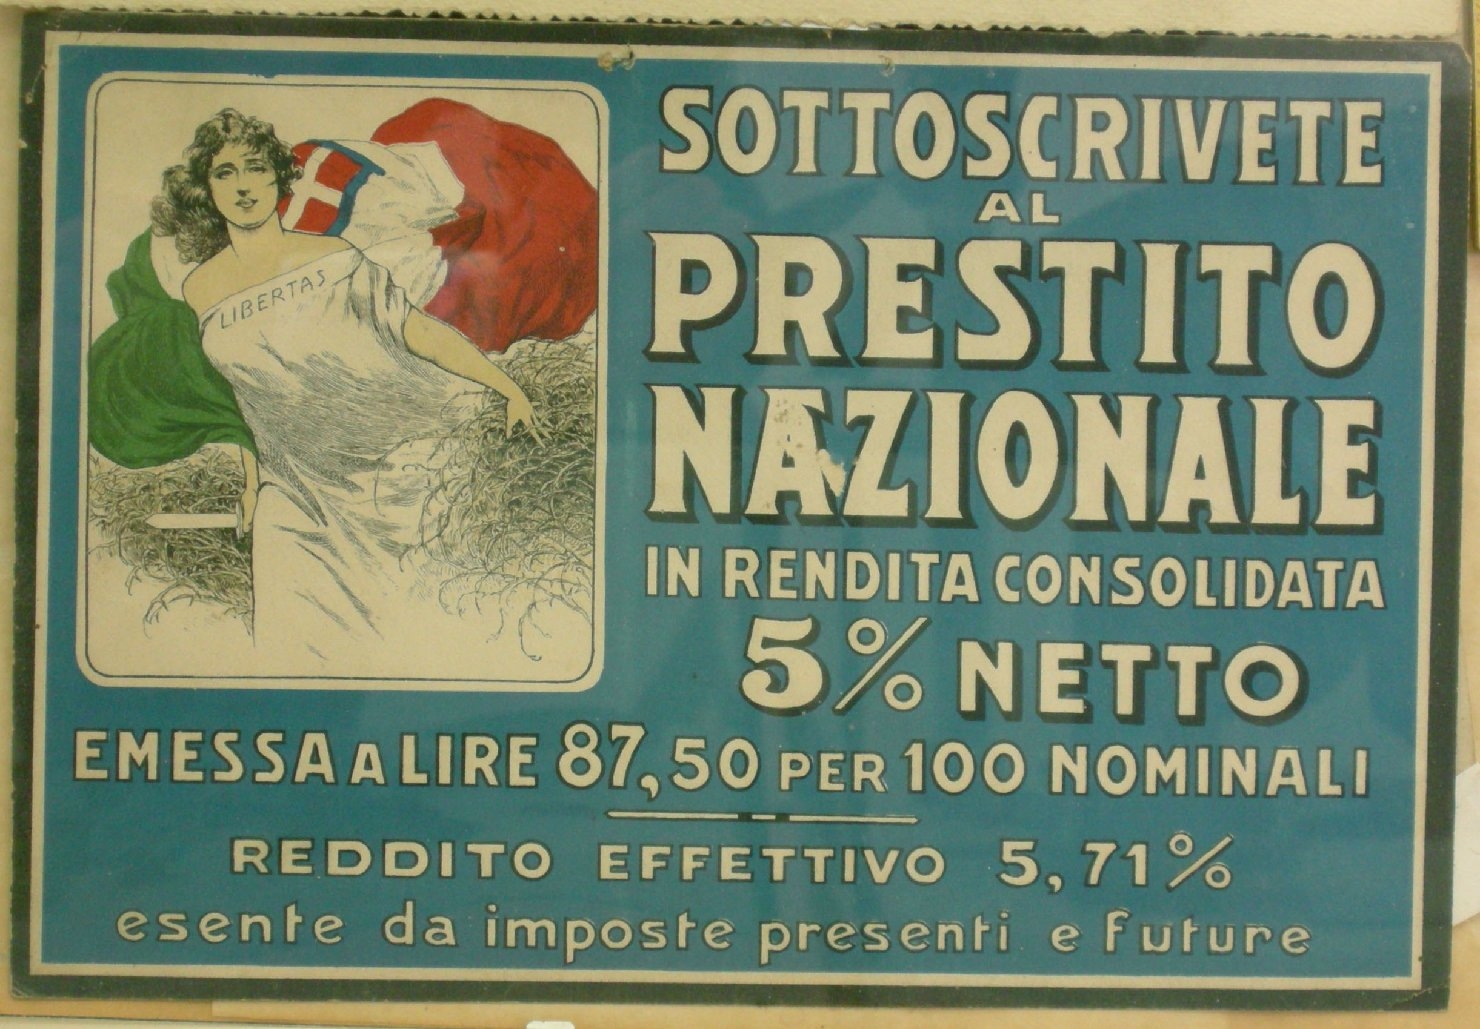 LIBERTAS
SOTTOSCRIVETE
AL
PRESTITO
NAZIONALE
IN RENDITA CONSOLIDATA
5% NETTO
EMESSA A LIRE 87,50 PER 100 NOMINALI
REDDITO EFFETTIVO 5,71%
esente da imposte presenti e future